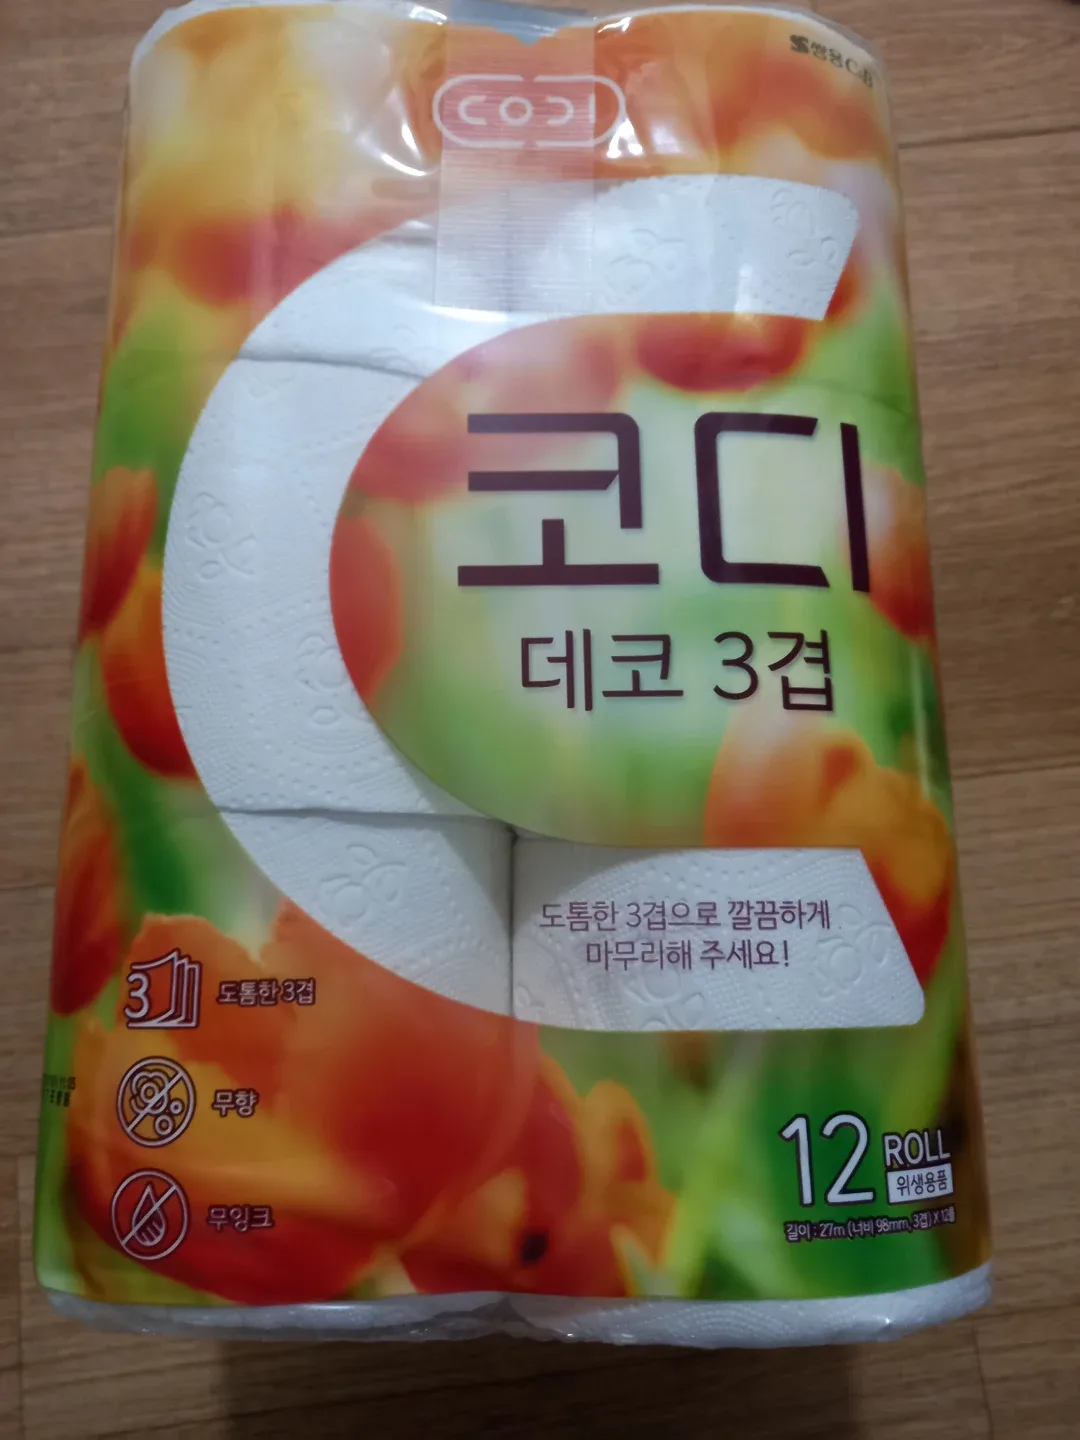 쌍용C&B
CODI
코디
데코 3겹
도톰한 3겹으로 깔끔하게
마무리해 주세요!
3 도톰한 3겹
무향
무잉크
12 ROLL
위생용품
길이 : 27m (너비 98mm, 3겹) X 12롤